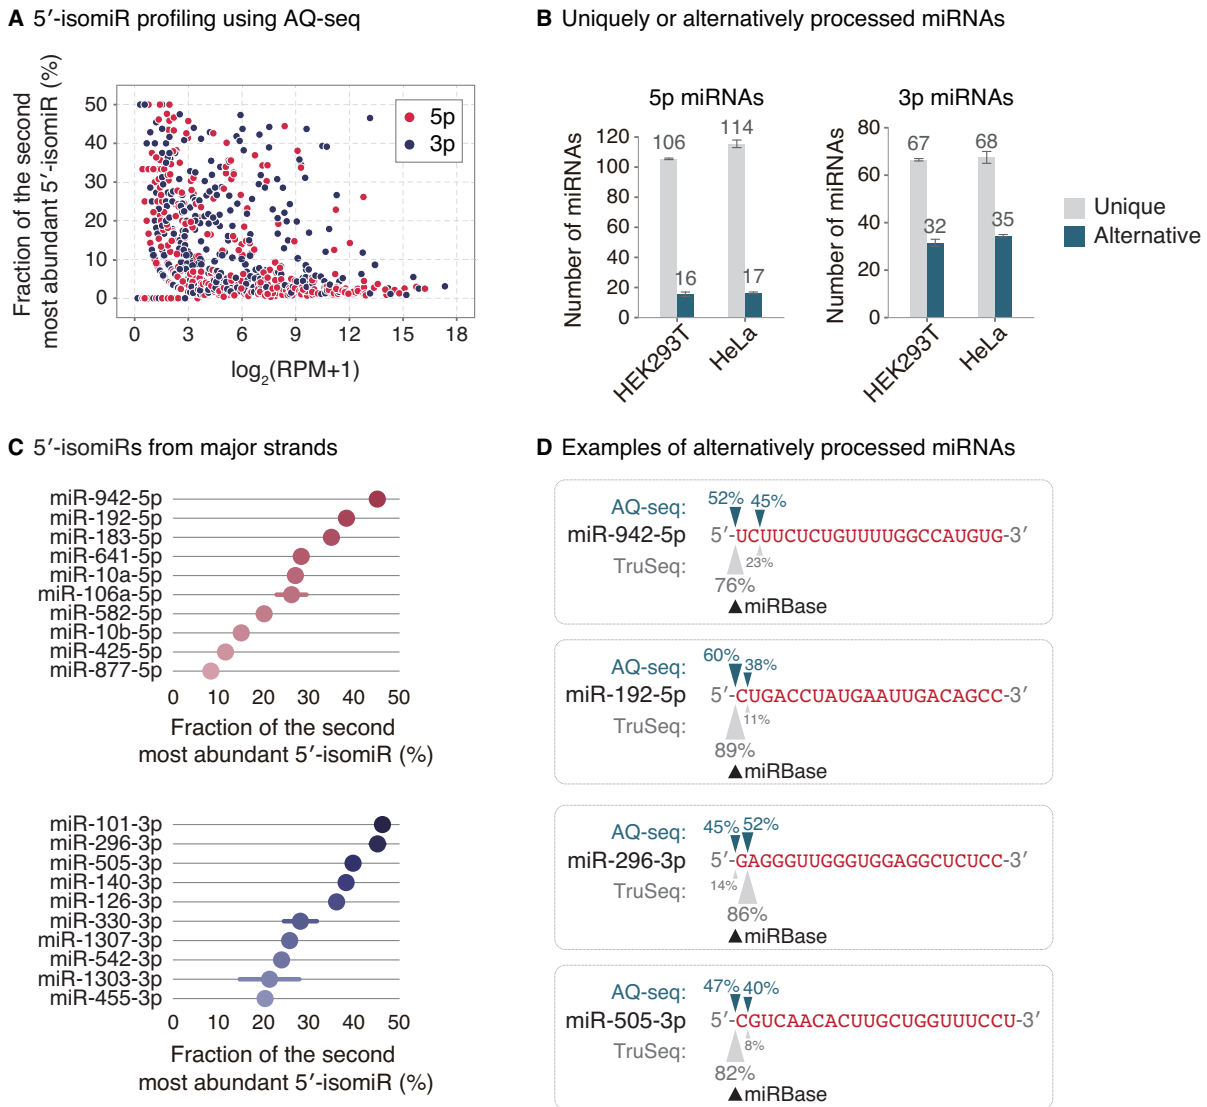 A 5′-isomiR profiling using AQ-seq
Fraction of the second
most abundant 5′-isomiR (%)
50
40
30
20
10
0
0 3 6 9 12 15 18
log2(RPM+1)
5p
3p
B Uniquely or alternatively processed miRNAs
5p miRNAs
Number of miRNAs
120
100
80
60
40
20
0
106
16
114
17
HEK293T
HeLa
3p miRNAs
Number of miRNAs
80
60
40
20
0
67
32
68
35
HEK293T
HeLa
Unique
Alternative
C 5′-isomiRs from major strands
miR-942-5p
miR-192-5p
miR-183-5p
miR-641-5p
miR-10a-5p
miR-106a-5p
miR-582-5p
miR-10b-5p
miR-425-5p
miR-877-5p
0 10 20 30 40 50
Fraction of the second
most abundant 5′-isomiR (%)
miR-101-3p
miR-296-3p
miR-505-3p
miR-140-3p
miR-126-3p
miR-330-3p
miR-1307-3p
miR-542-3p
miR-1303-3p
miR-455-3p
0 10 20 30 40 50
Fraction of the second
most abundant 5′-isomiR (%)
D Examples of alternatively processed miRNAs
AQ-seq: 52% 45%
miR-942-5p 5′-UCUUCUCUGUUUUGGCCAUGUG-3′
TruSeq: 23%
76%
▲miRBase
AQ-seq: 60% 38%
miR-192-5p 5′-CUGACCUAUGAAUUGACAGCC-3′
TruSeq: 11%
89%
▲miRBase
AQ-seq: 45% 52%
miR-296-3p 5′-GAGGGUUGGGUGGAGGCUCUCC-3′
TruSeq: 14%
86%
▲miRBase
AQ-seq: 47% 40%
miR-505-3p 5′-CGUCAACACUUGCUGGUUUCCU-3′
TruSeq: 8%
82%
▲miRBase